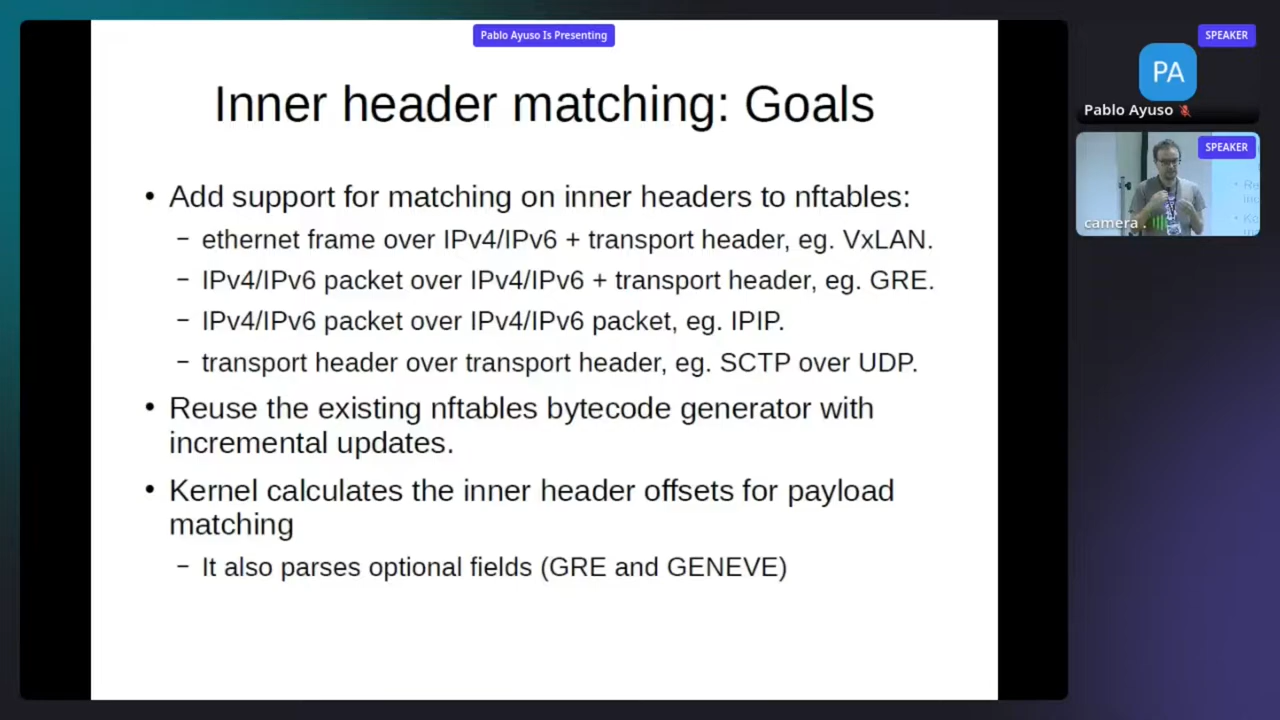 Pablo Ayuso Is Presenting
Inner header matching: Goals
• Add support for matching on inner headers to nftables:
– ethernet frame over IPv4/IPv6 + transport header, eg. VxLAN.
– IPv4/IPv6 packet over IPv4/IPv6 + transport header, eg. GRE.
– IPv4/IPv6 packet over IPv4/IPv6 packet, eg. IPIP.
– transport header over transport header, eg. SCTP over UDP.
• Reuse the existing nftables bytecode generator with
incremental updates.
• Kernel calculates the inner header offsets for payload
matching
– It also parses optional fields (GRE and GENEVE)
SPEAKER
PA
Pablo Ayuso
SPEAKER
camera .